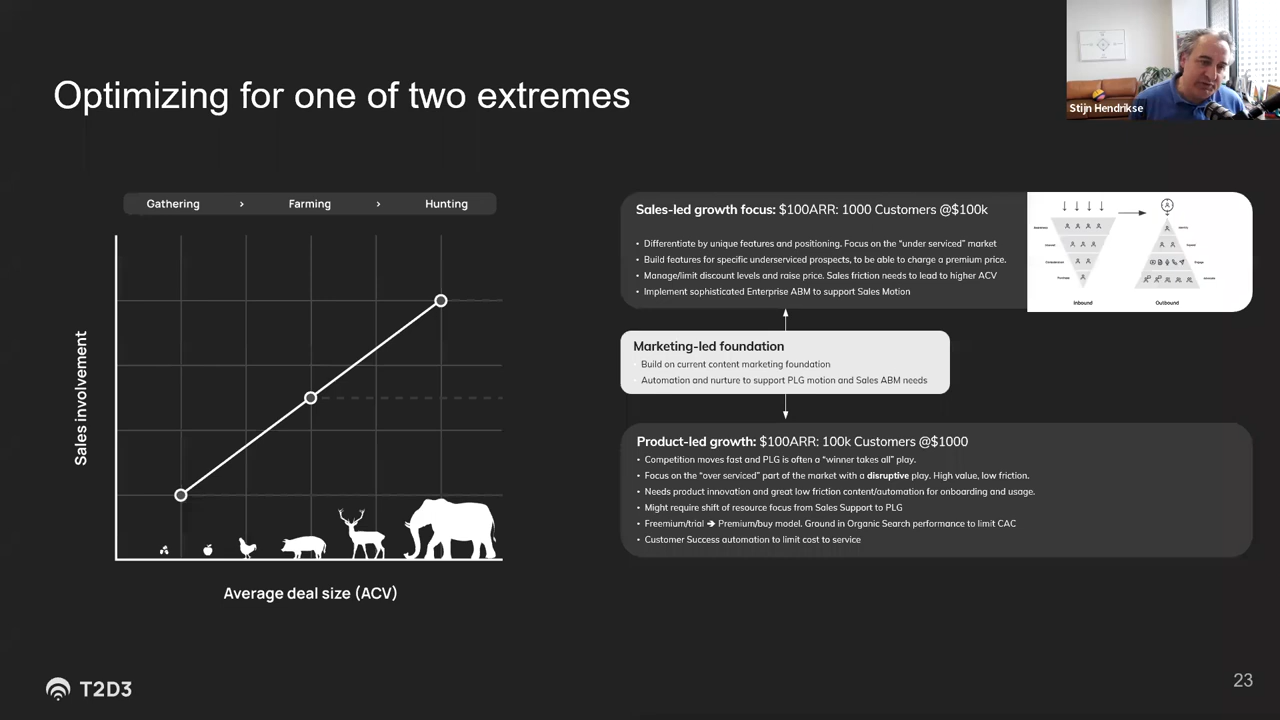 Stijn Hendrikse
Optimizing for one of two extremes
Gathering › Farming › Hunting
Sales involvement
Average deal size (ACV)
Sales-led growth focus: $100ARR: 1000 Customers @$100k
• Differentiate by unique features and positioning. Focus on the “under serviced” market
• Build features for specific underserviced prospects, to be able to charge a premium price.
• Manage/limit discount levels and raise price. Sales friction needs to lead to higher ACV
• Implement sophisticated Enterprise ABM to support Sales Motion
Inbound
Outbound
Marketing-led foundation
Build on current content marketing foundation
Automation and nurture to support PLG motion and Sales ABM needs
Product-led growth: $100ARR: 100k Customers @$1000
• Competition moves fast and PLG is often a “winner takes all” play.
• Focus on the “over serviced” part of the market with a disruptive play. High value, low friction.
• Needs product innovation and great low friction content/automation for onboarding and usage.
• Might require shift of resource focus from Sales Support to PLG
• Freemium/trial ➔ Premium/buy model. Ground in Organic Search performance to limit CAC
• Customer Success automation to limit cost to service
T2D3
23